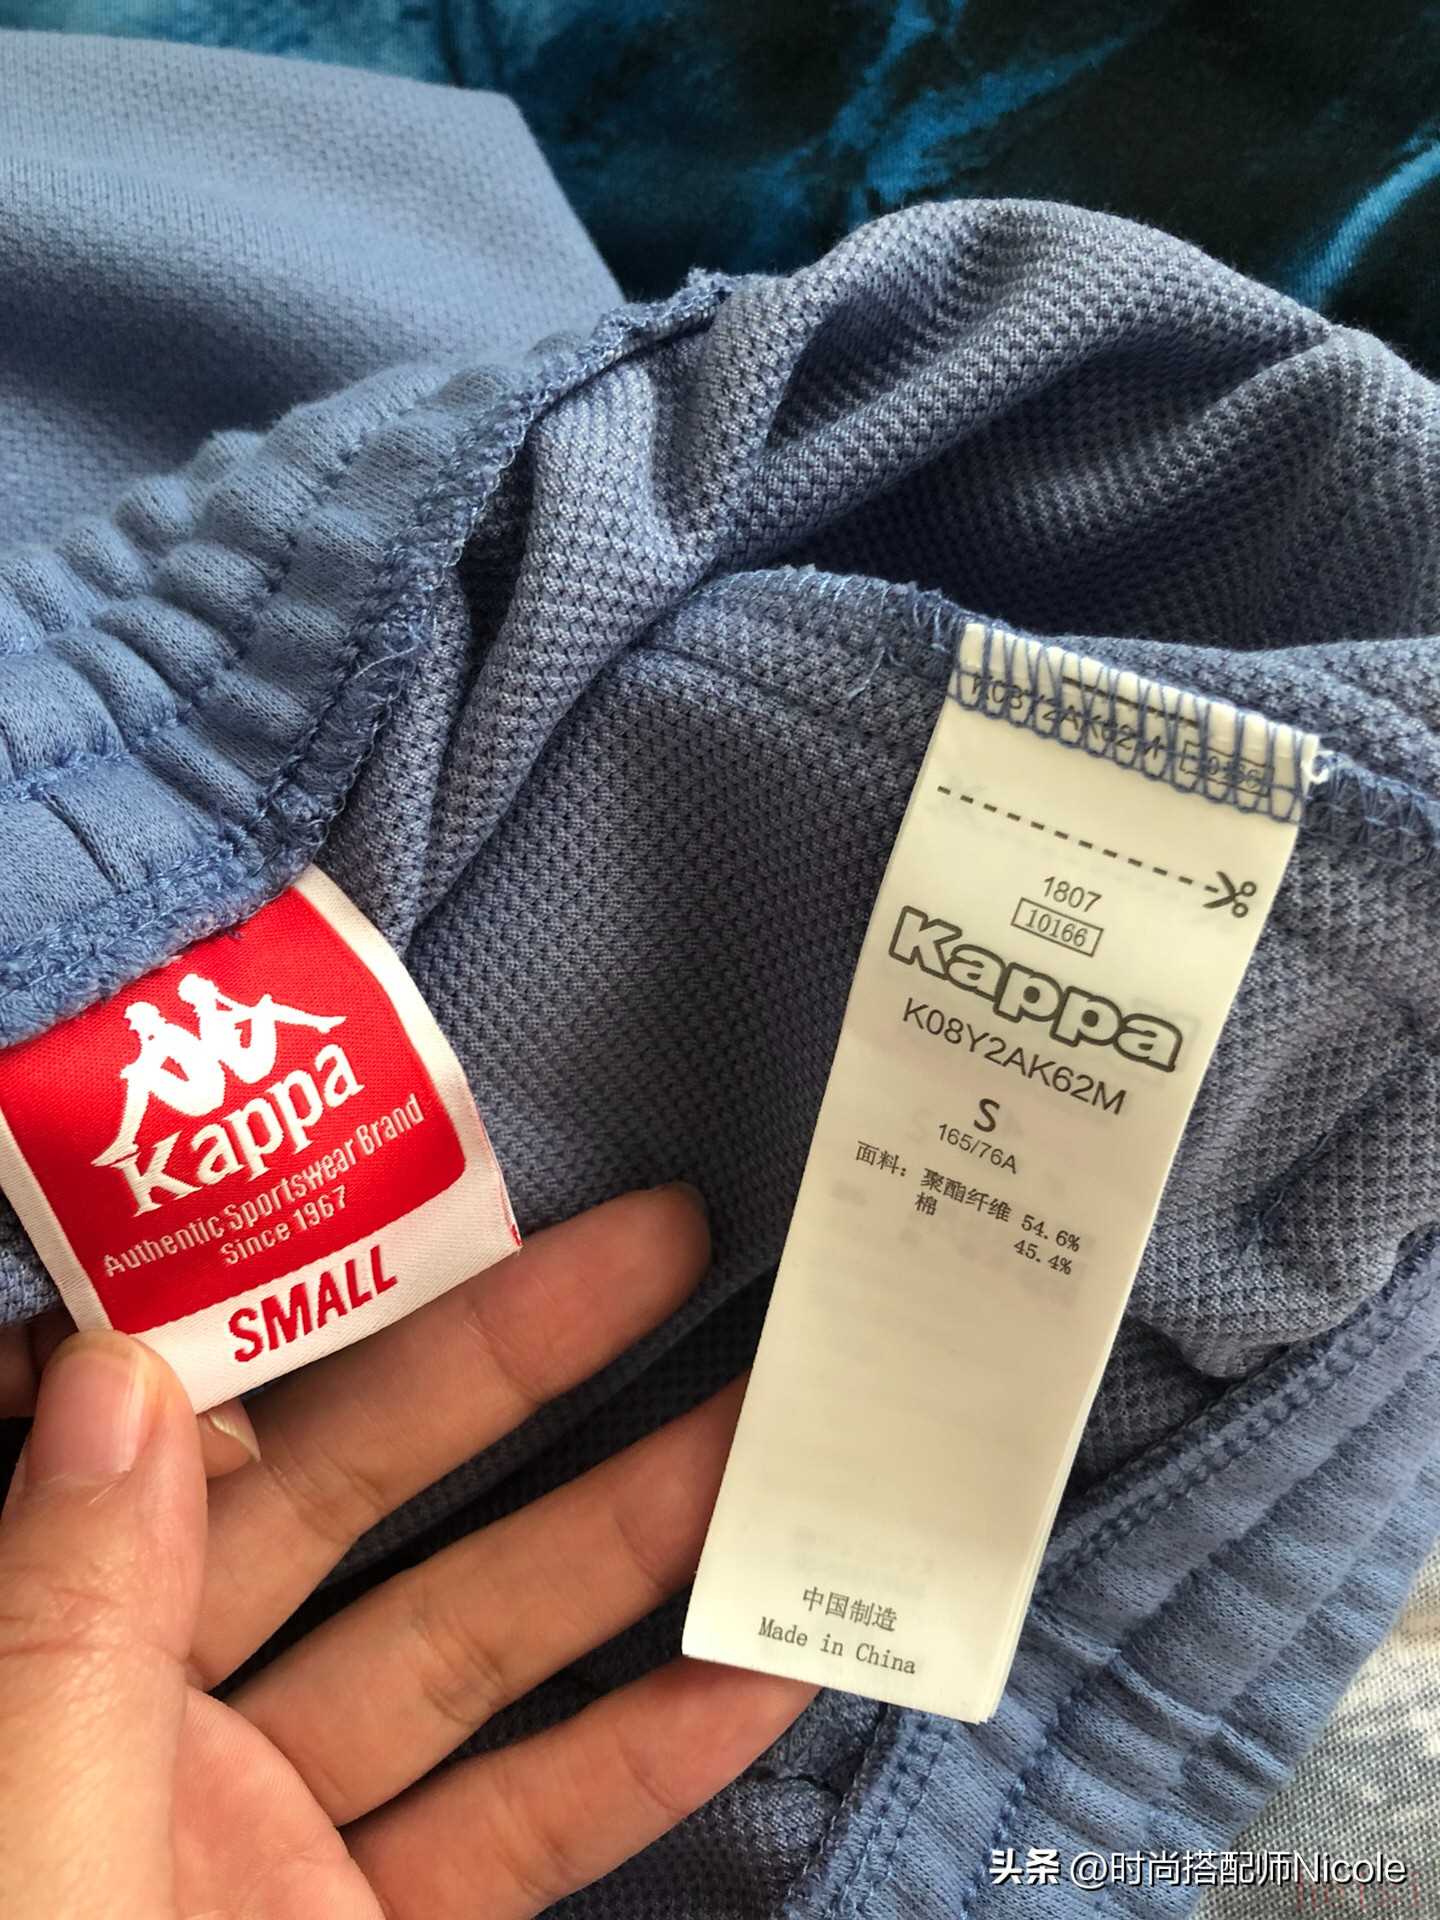 Kappa
Authentic Sportswear Brand
Since 1967
SMALL
K08Y2AK62M 10166
1807
10166
Kappa
K08Y2AK62M
S
165/76A
面料：聚酯纤维 54.6%
棉 45.4%
中国制造
Made in China
头条 @时尚搭配师Nicole